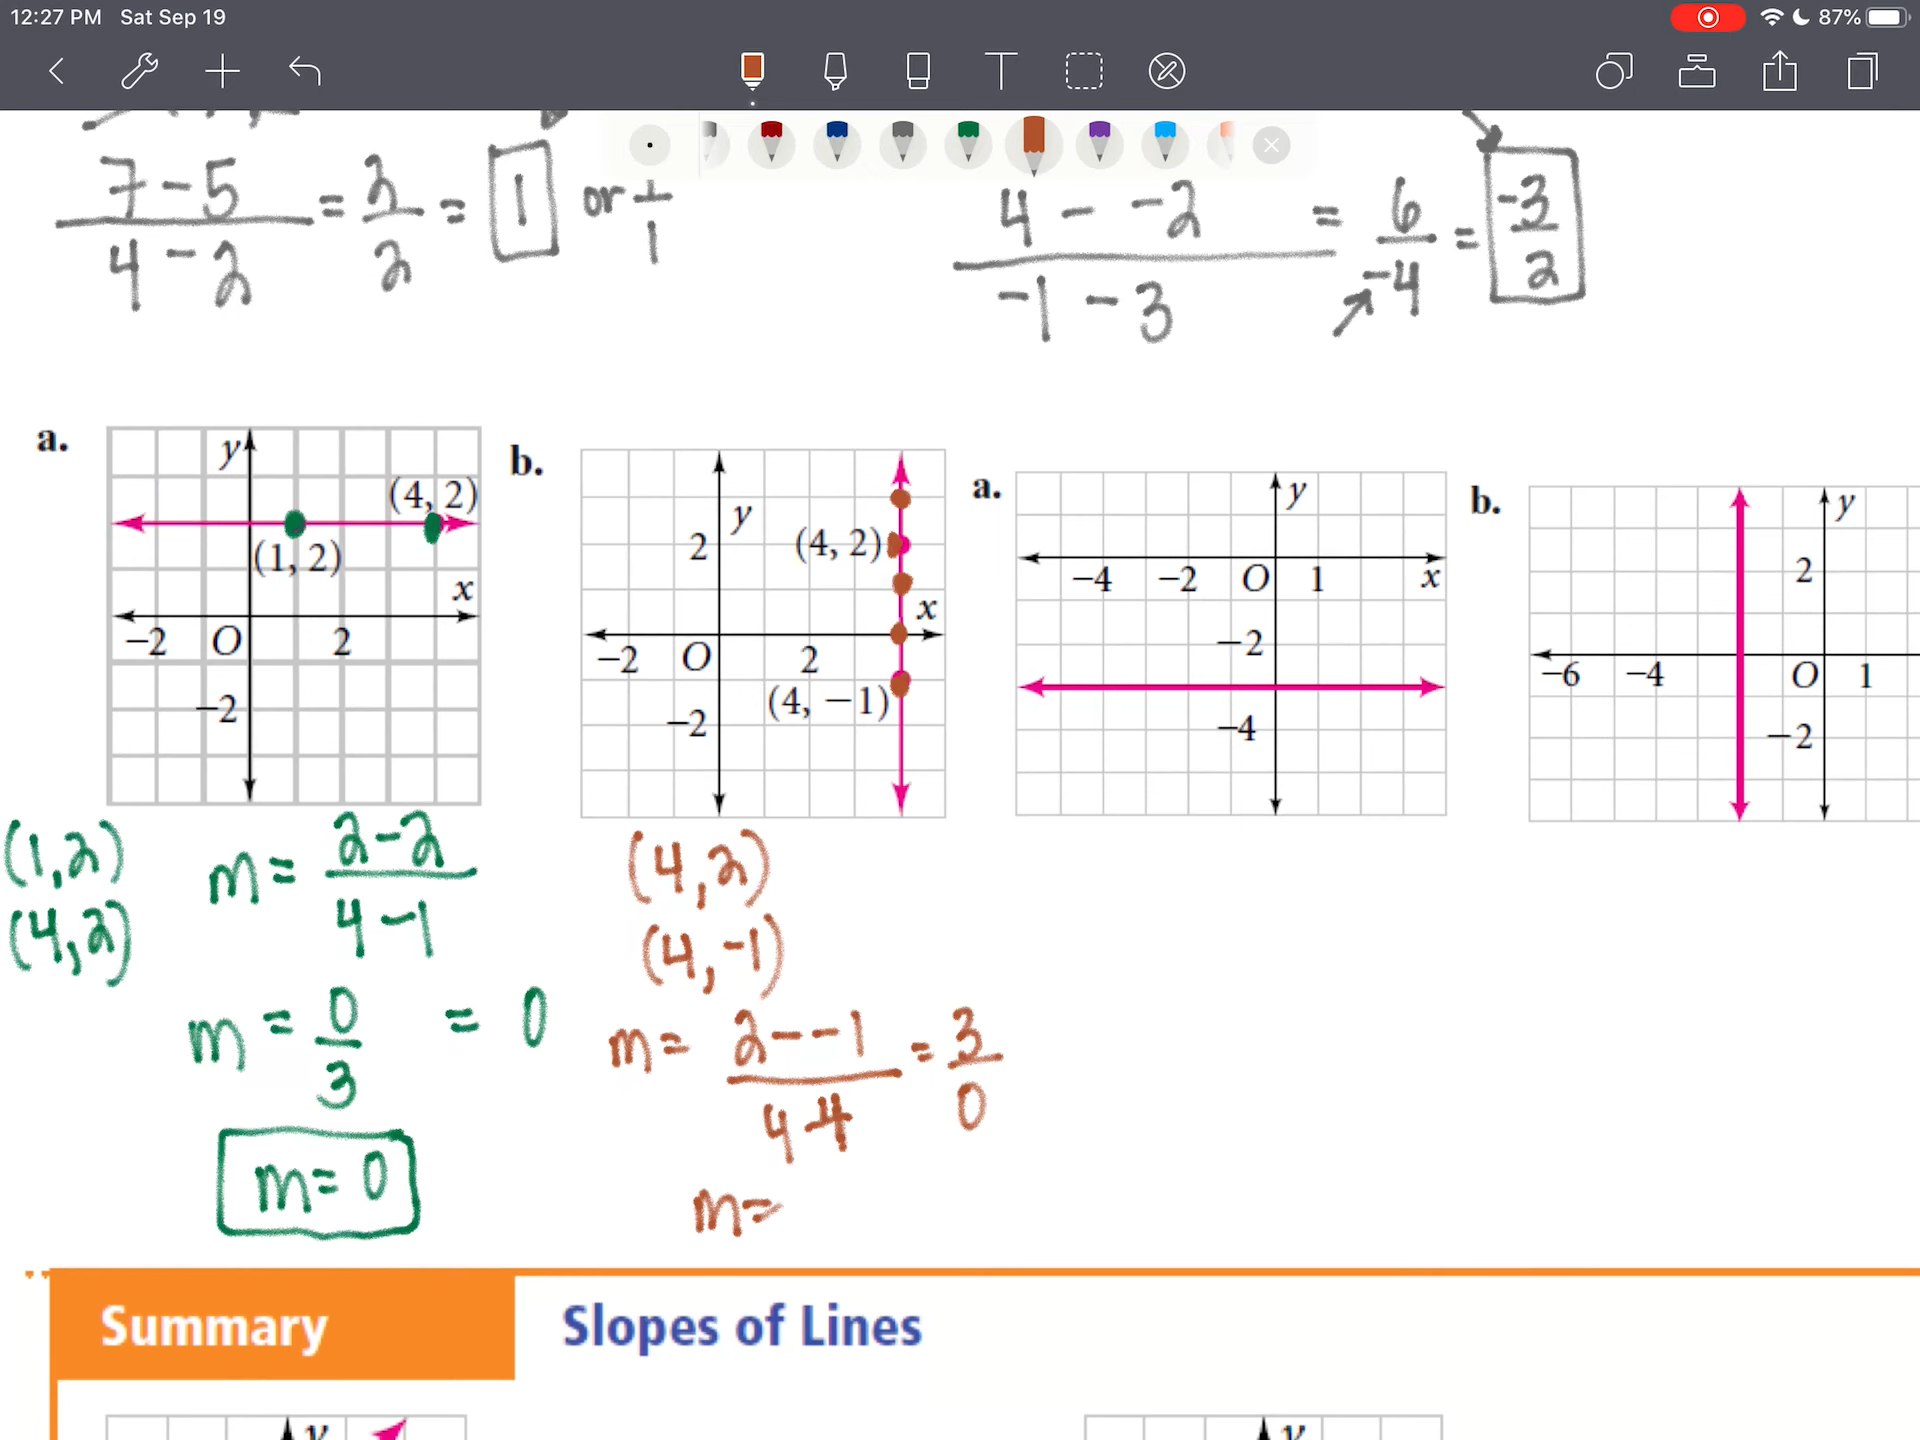 12:27 PM Sat Sep 19
87%
7 - 5
4 - 2
= 2/2 = 1 or 1/1
4 - -2
-1 - 3
= 6/-4 = -3/2
a.
y
(4, 2)
(1, 2)
x
−2 O 2
−2
b.
y
2
(4, 2)
x
−2 O 2
(4, −1)
−2
a.
y
−4 −2 O 1 x
−2
−4
b.
y
2
−6 −4 O 1
−2
(1,2)
(4,2)
m = 2-2
4-1
m = 0/3 = 0
m = 0
(4,2)
(4,-1)
m = 2--1
4-4
= 3/0
m =
Summary
Slopes of Lines
y
y